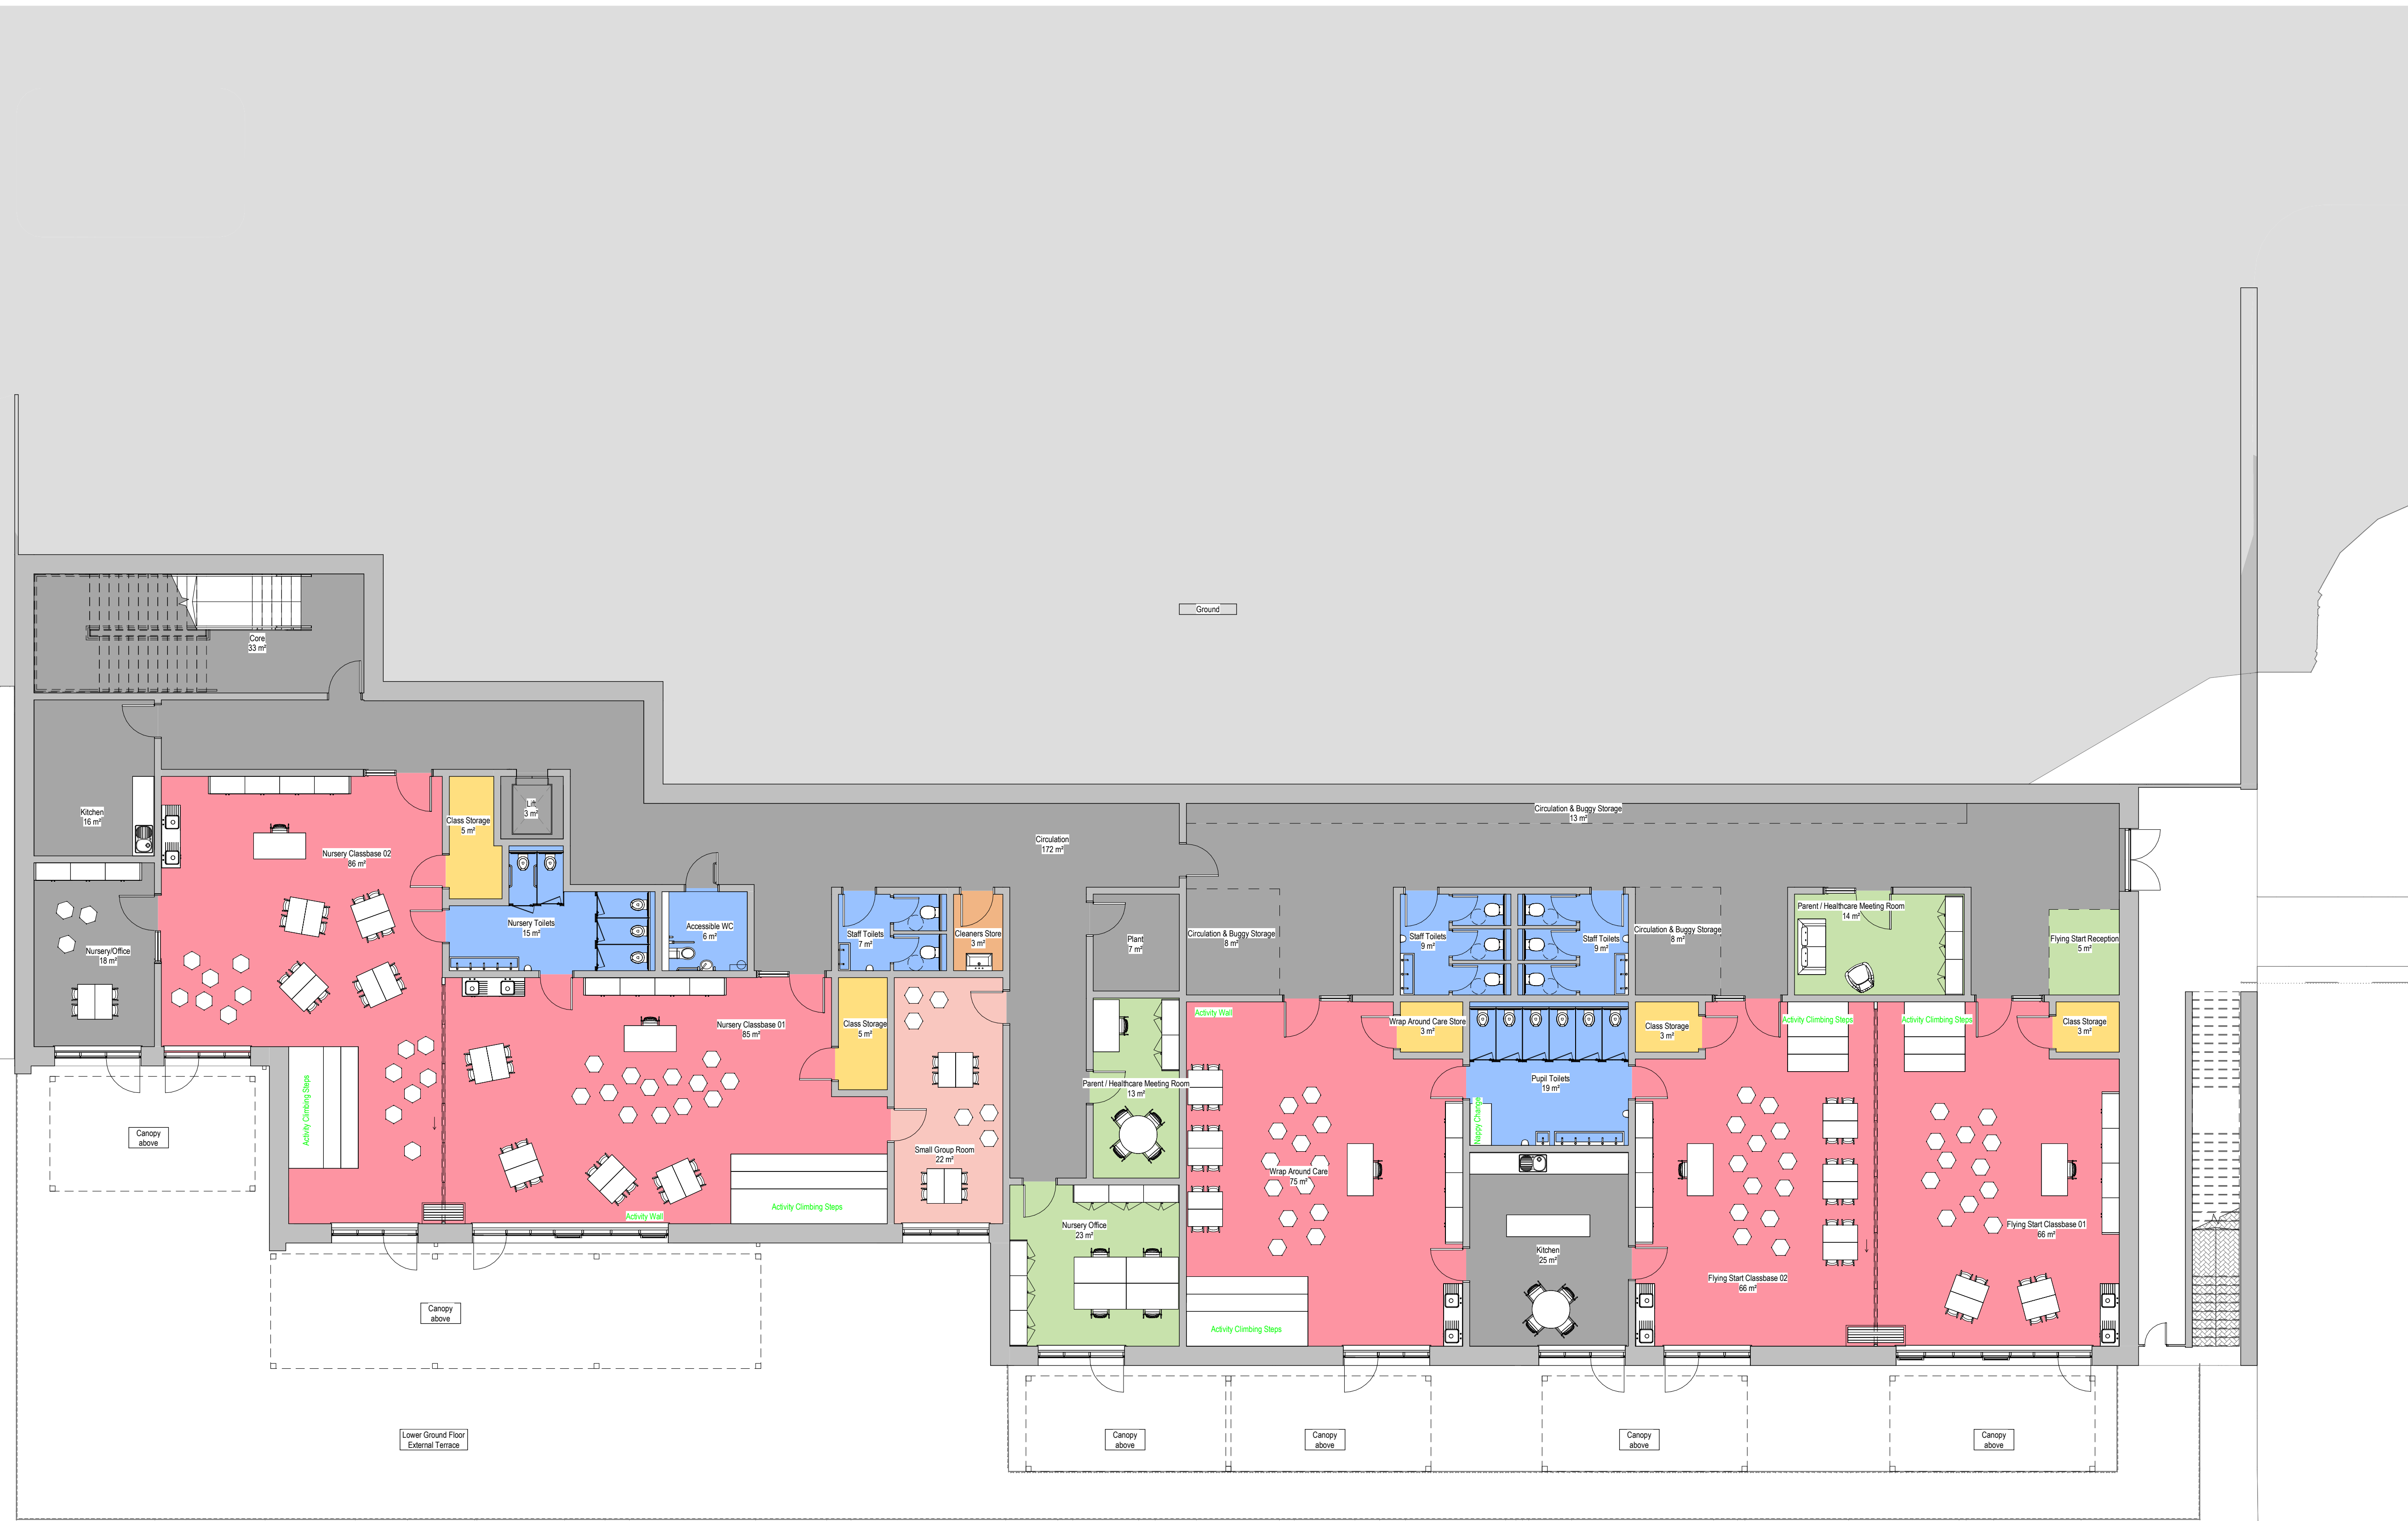 Ground
Core
33 m²
Kitchen
16 m²
Nursery Classbase 02
86 m²
Class Storage
5 m²
Lift
3 m²
Circulation
172 m²
Circulation & Buggy Storage
13 m²
Nursery/Office
18 m²
Nursery Toilets
15 m²
Accessible WC
6 m²
Staff Toilets
7 m²
Cleaners Store
3 m²
Plant
7 m²
Circulation & Buggy Storage
8 m²
Staff Toilets
9 m²
Staff Toilets
9 m²
Circulation & Buggy Storage
8 m²
Parent / Healthcare Meeting Room
14 m²
Flying Start Reception
5 m²
Nursery Classbase 01
85 m²
Class Storage
5 m²
Activity Wall
Wrap Around Care Store
3 m²
Class Storage
3 m²
Activity Climbing Steps
Activity Climbing Steps
Class Storage
3 m²
Parent / Healthcare Meeting Room
13 m²
Pupil Toilets
19 m²
Nappy Change
Activity Climbing Steps
Canopy
above
Small Group Room
22 m²
Wrap Around Care
75 m²
Activity Climbing Steps
Activity Wall
Nursery Office
23 m²
Kitchen
25 m²
Flying Start Classbase 01
66 m²
Flying Start Classbase 02
66 m²
Canopy
above
Activity Climbing Steps
Lower Ground Floor
External Terrace
Canopy
above
Canopy
above
Canopy
above
Canopy
above